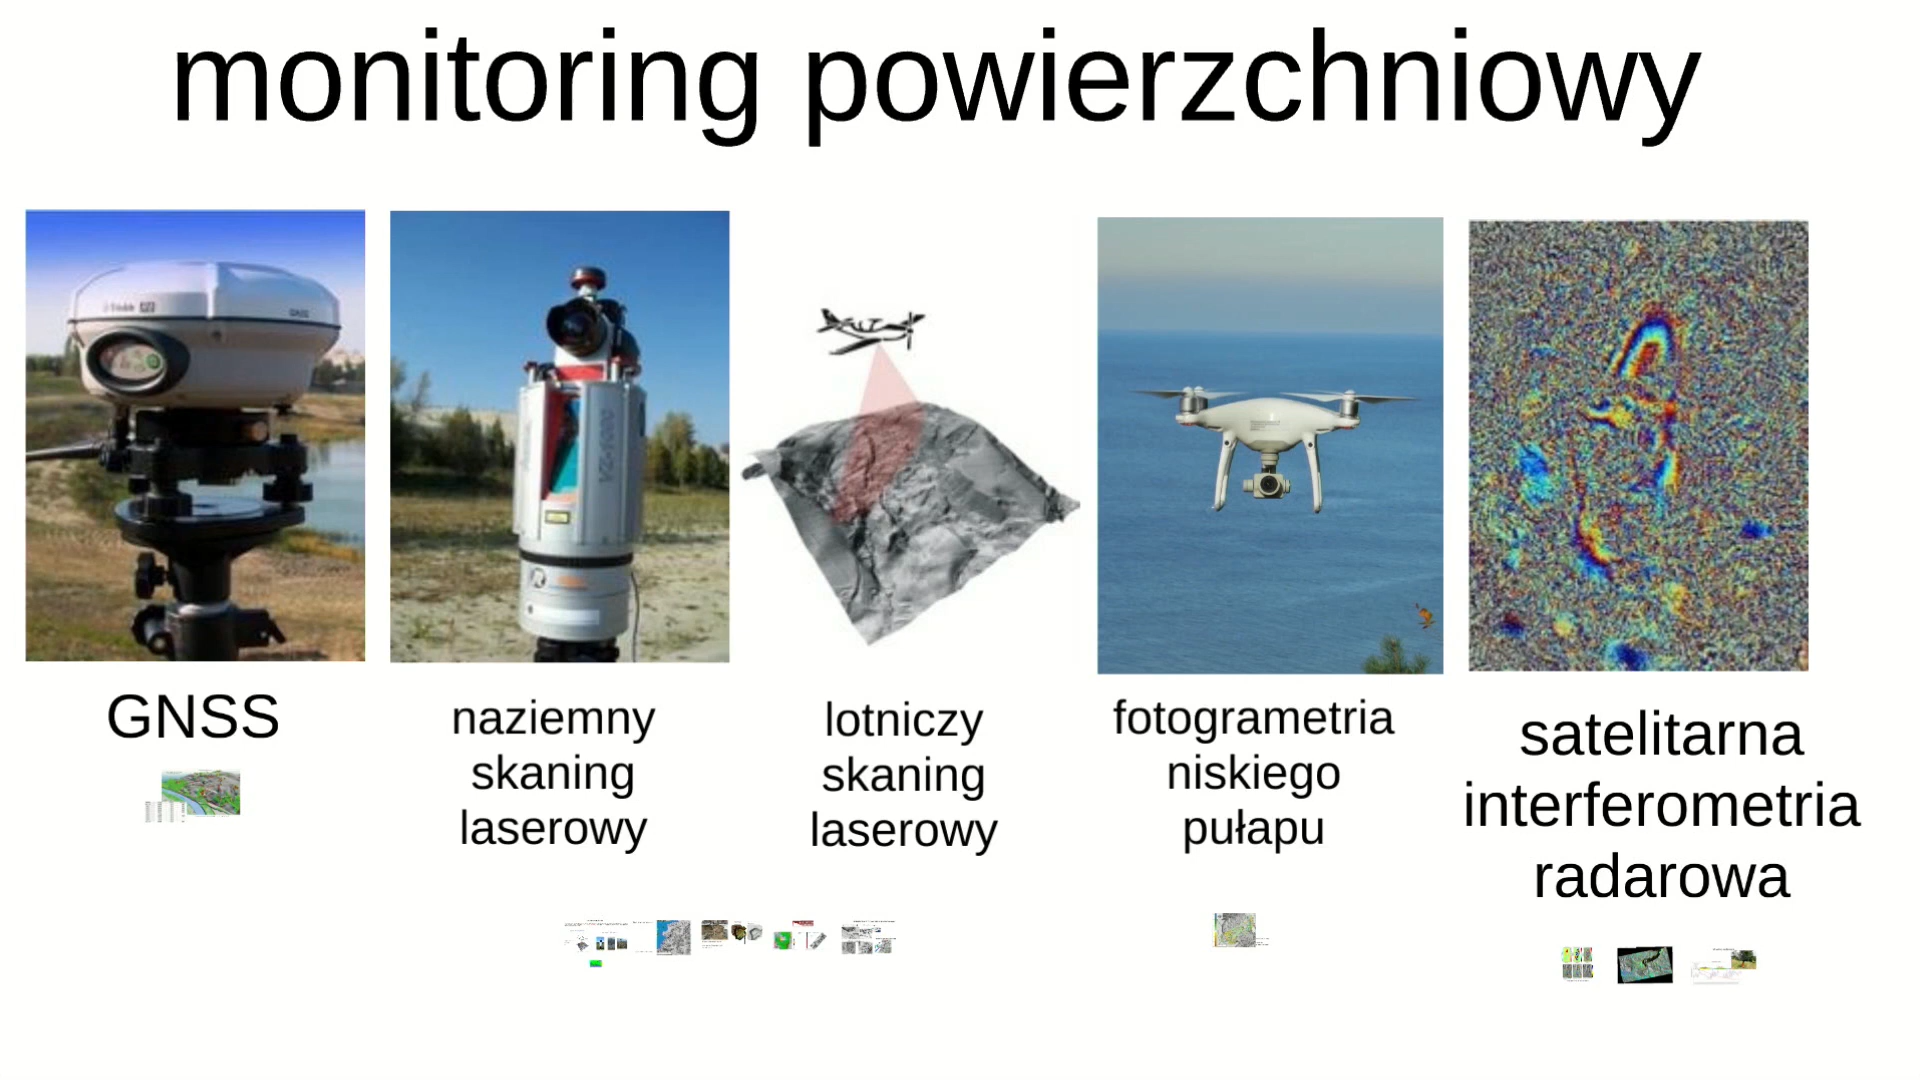 monitoring powierzchniowy
GNSS
naziemny
skaning
laserowy
lotniczy
skaning
laserowy
fotogrametria
niskiego
pułapu
satelitarna
interferometria
radarowa